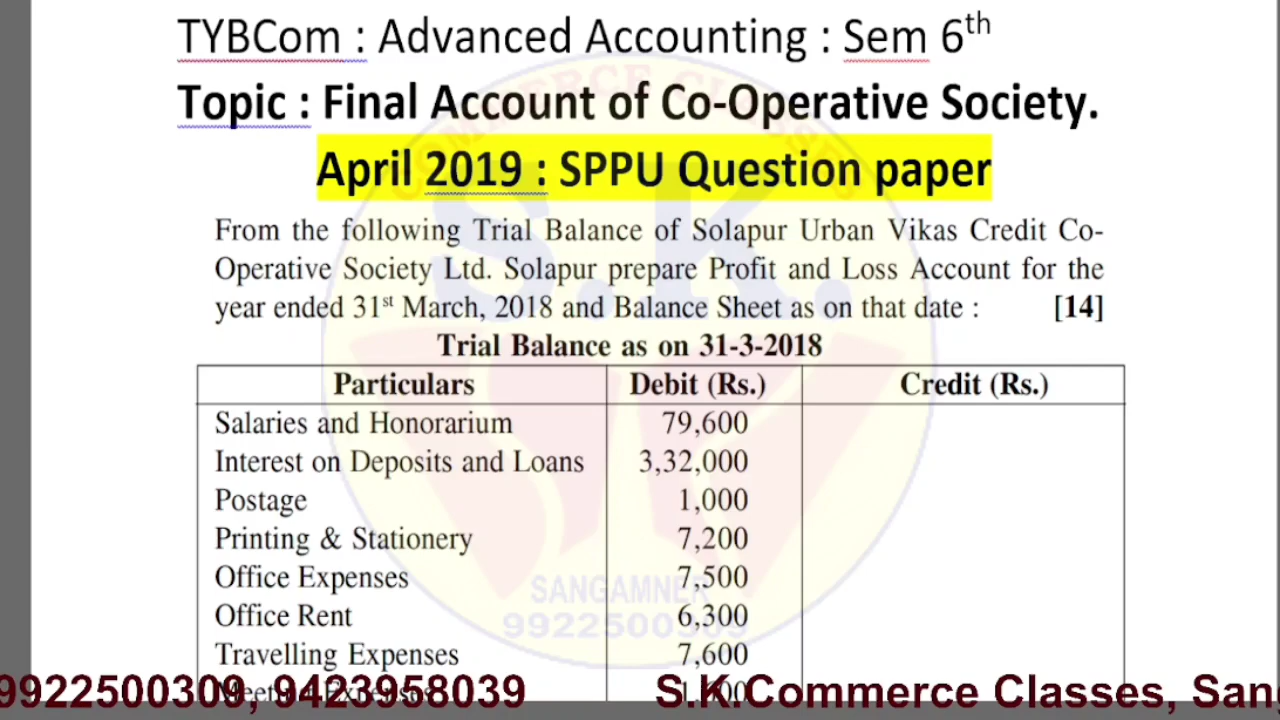 TYBCom : Advanced Accounting : Sem 6th
Topic : Final Account of Co-Operative Society.
April 2019 : SPPU Question paper
From the following Trial Balance of Solapur Urban Vikas Credit Co-
Operative Society Ltd. Solapur prepare Profit and Loss Account for the
year ended 31st March, 2018 and Balance Sheet as on that date : [14]
Trial Balance as on 31-3-2018
Particulars Debit (Rs.) Credit (Rs.)
Salaries and Honorarium 79,600
Interest on Deposits and Loans 3,32,000
Postage 1,000
Printing & Stationery 7,200
Office Expenses 7,500
SANGAMNER
Office Rent 6,300
9922500309
Travelling Expenses 7,600
9922500309, 9423958039 S.K.Commerce Classes, Sang
COMMERCE CLASSES
S.K.